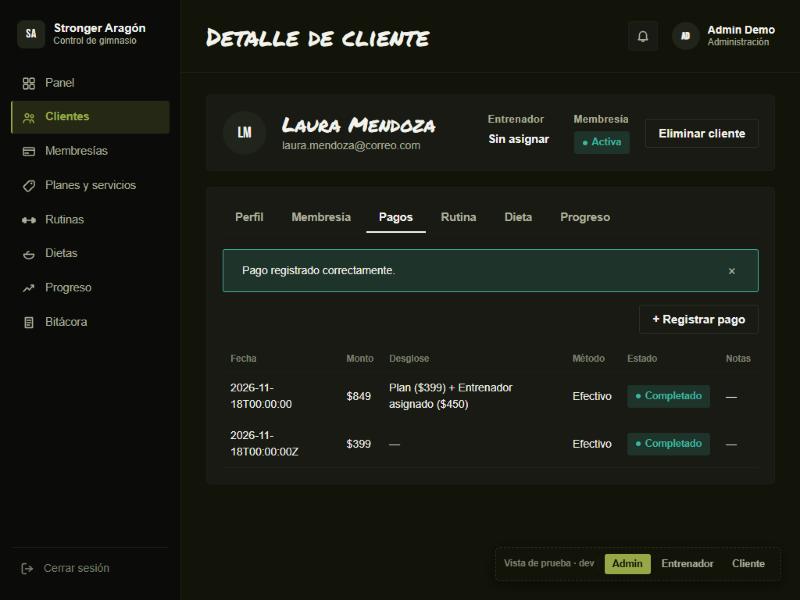 SA
Stronger Aragón
Control de gimnasio
Panel
Clientes
Membresías
Planes y servicios
Rutinas
Dietas
Progreso
Bitácora
Cerrar sesión
Detalle de cliente
AD
Admin Demo
Administración
LM
Laura Mendoza
laura.mendoza@correo.com
Entrenador
Sin asignar
Membresía
Activa
Eliminar cliente
Perfil Membresía Pagos Rutina Dieta Progreso
Pago registrado correctamente. ×
+ Registrar pago
Fecha Monto Desglose Método Estado Notas
2026-11-
18T00:00:00
$849
Plan ($399) + Entrenador
asignado ($450)
Efectivo
Completado
—
2026-11-
18T00:00:00Z
$399
—
Efectivo
Completado
—
Vista de prueba · dev Admin Entrenador Cliente